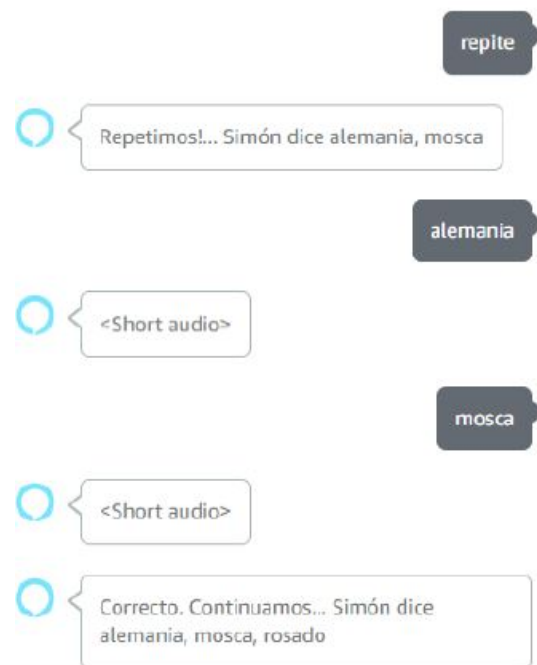 repite
Repetimos!... Simón dice alemania, mosca
alemania
<Short audio>
mosca
<Short audio>
Correcto. Continuamos... Simón dice
alemania, mosca, rosado